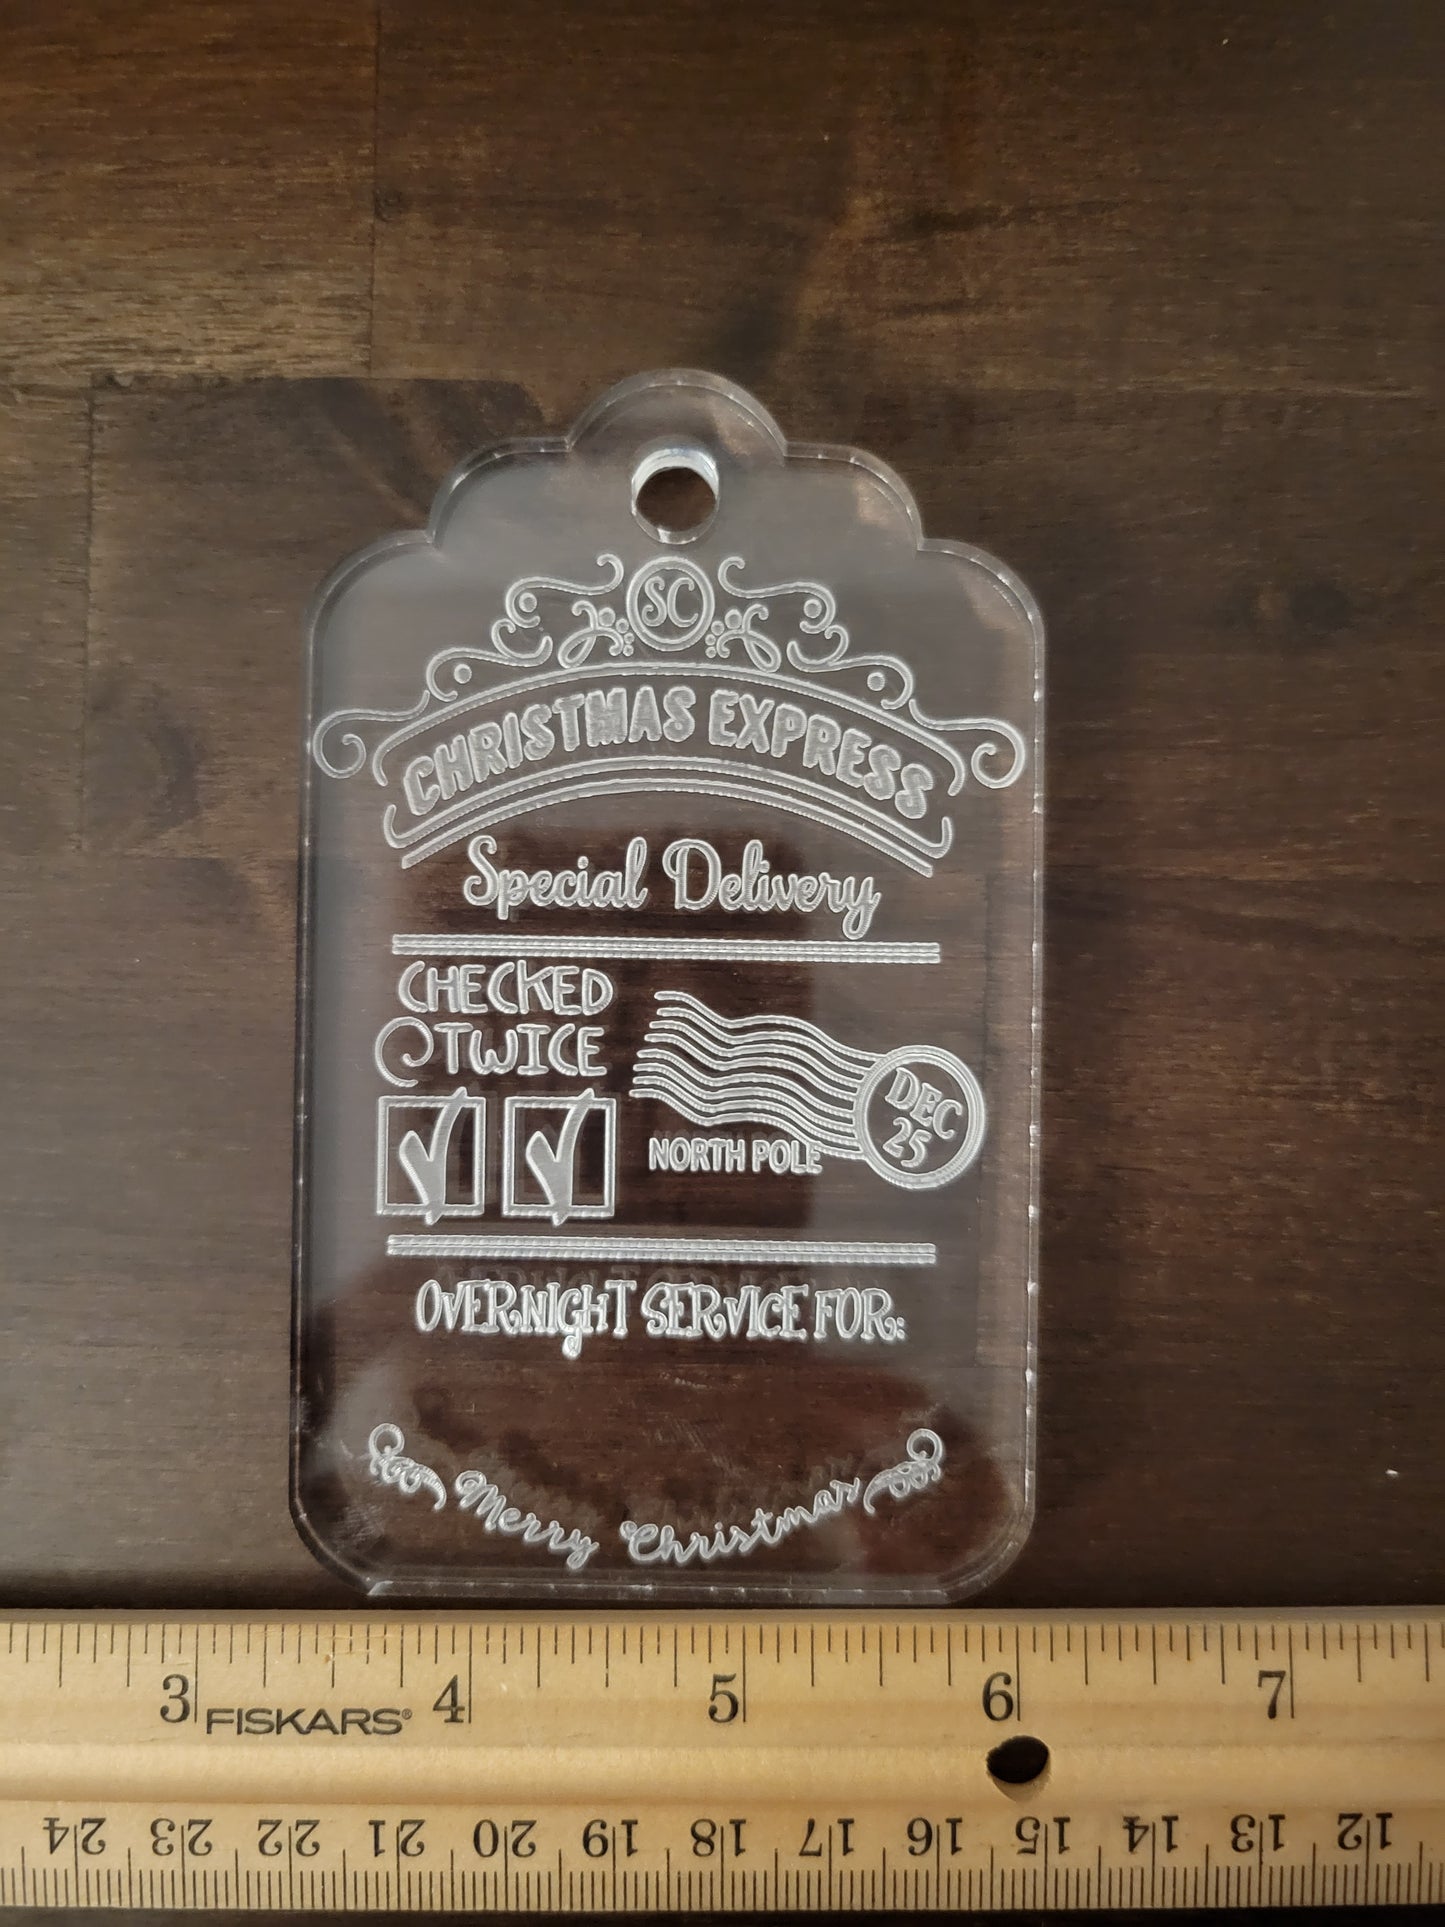 SC
CHRISTMAS EXPRESS
Special Delivery
CHECKED
TWICE
DEC
25
NORTH POLE
OVERNIGHT SERVICE FOR:
Merry Christmas
3 4 5 6 7
FISKARS®
24 23 22 21 20 19 18 17 16 15 14 13 12